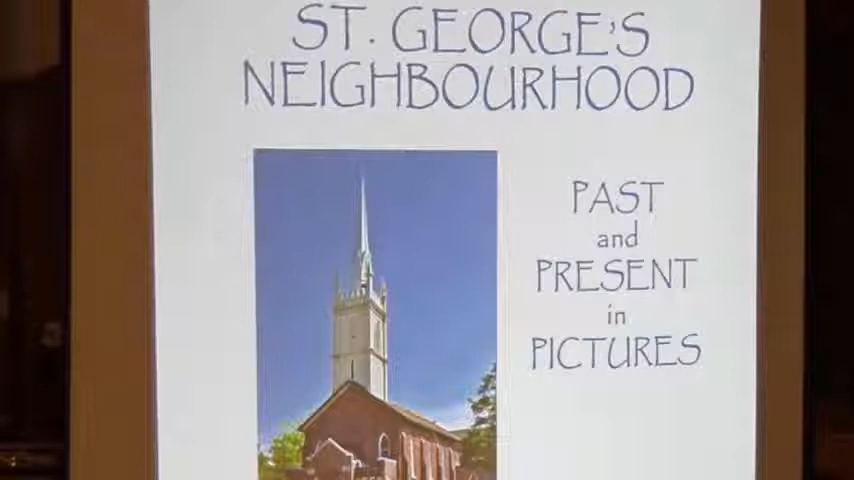 ST. GEORGE'S
NEIGHBOURHOOD
PAST
and
PRESENT
in
PICTURES